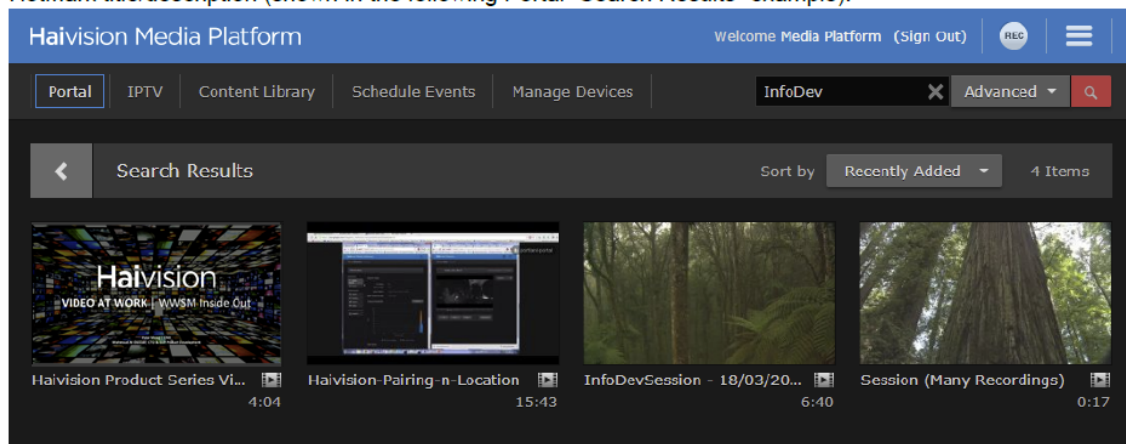 Haivision Media Platform
Welcome Media Platform (Sign Out)
REC
Portal IPTV Content Library Schedule Events Manage Devices
InfoDev
Advanced
Search Results
Sort by Recently Added 4 Items
Haivision
VIDEO AT WORK | WWSM Inside Out
Haivision Product Series Vi...
4:04
Haivision-Pairing-n-Location
15:43
InfoDevSession - 18/03/20...
6:40
Session (Many Recordings)
0:17